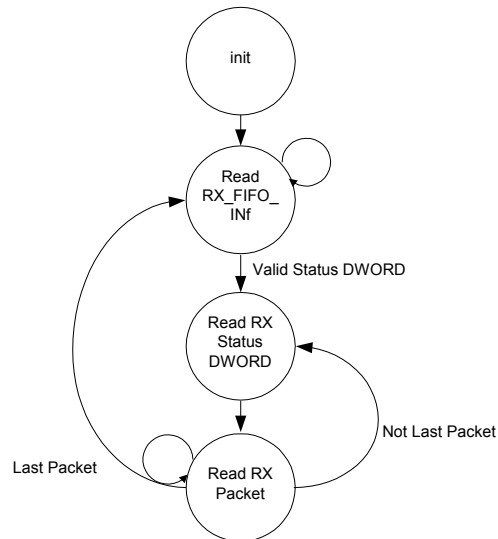 init
Read
RX_FIFO_
INf
Valid Status DWORD
Read RX
Status
DWORD
Not Last Packet
Last Packet
Read RX
Packet